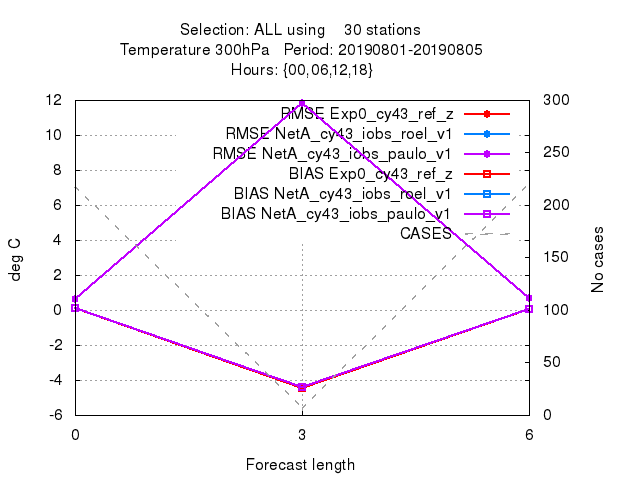 Selection: ALL using 30 stations
Temperature 300hPa Period: 20190801-20190805
Hours: {00,06,12,18}
12 300
RMSE Exp0_cy43_ref_z
10 RMSE NetA_cy43_iobs_roel_v1
250
RMSE NetA_cy43_iobs_paulo_v1
8 BIAS Exp0_cy43_ref_z
BIAS NetA_cy43_iobs_roel_v1
6 200
BIAS NetA_cy43_iobs_paulo_v1
4 CASES
deg C
No cases
150
2
0 100
-2
50
-4
-6 0
0 3 6
Forecast length